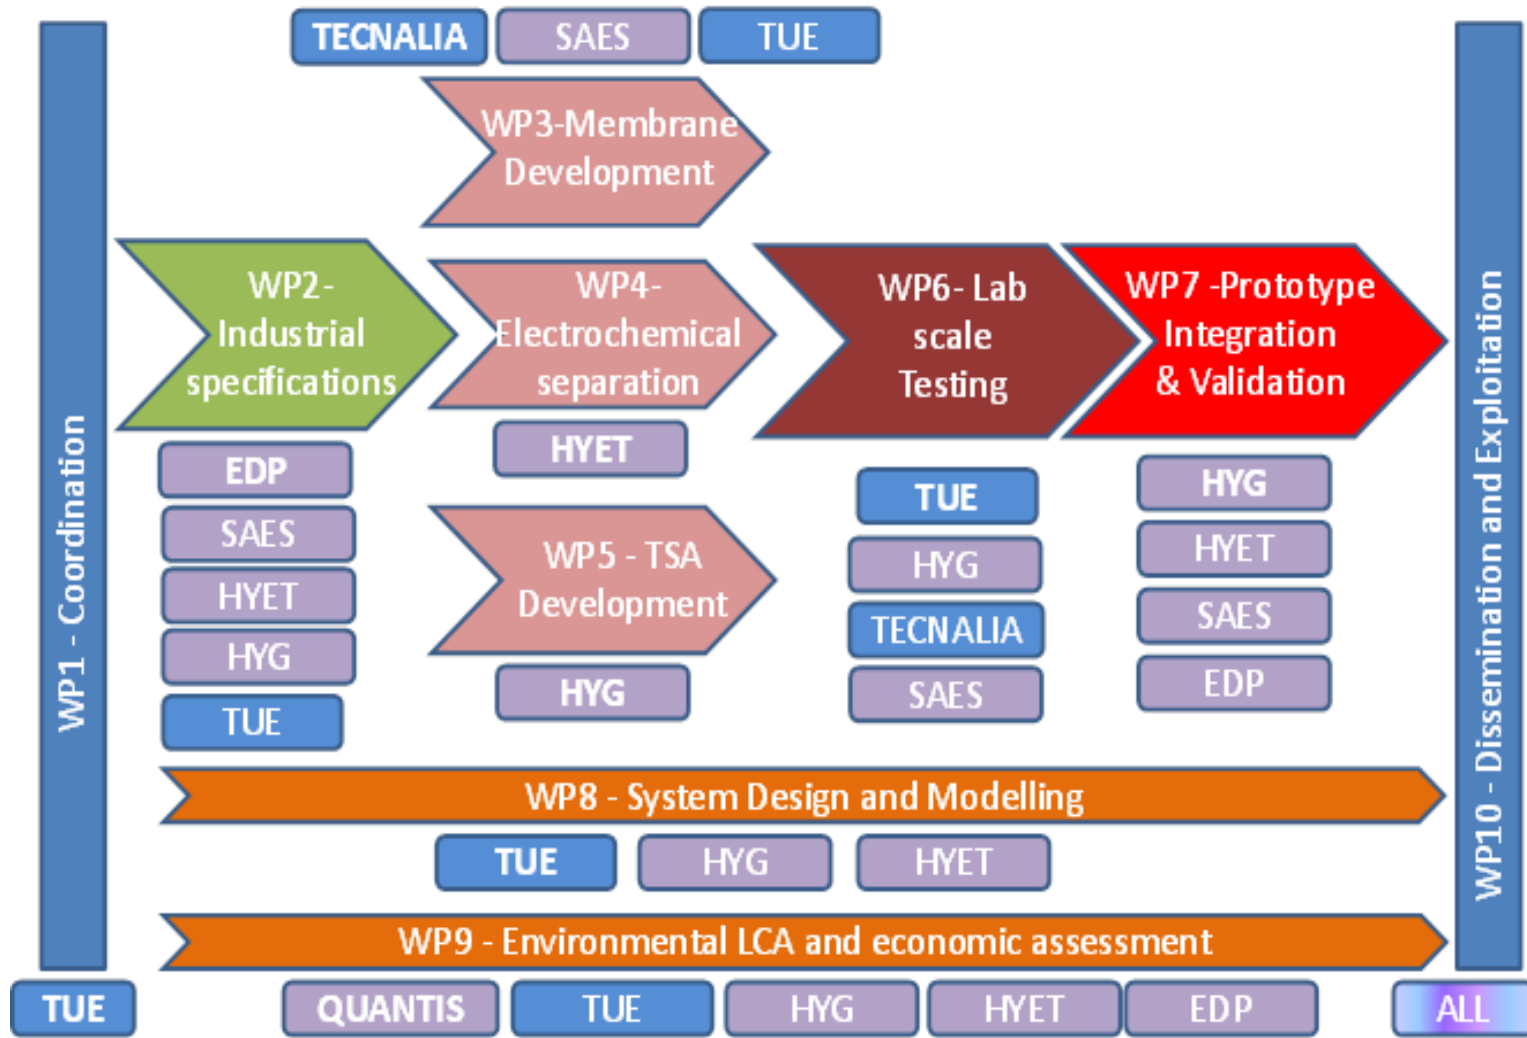 TECNALIA
SAES
TUE
WP3-Membrane
Development
WP1 - Coordination
WP2-
Industrial
specifications
WP4-
Electrochemical
separation
WP6- Lab
scale
Testing
WP7 -Prototype
Integration
& Validation
WP10 - Dissemination and Exploitation
EDP
SAES
HYET
HYG
TUE
HYET
WP5 - TSA
Development
HYG
TUE
HYG
TECNALIA
SAES
HYG
HYET
SAES
EDP
WP8 - System Design and Modelling
TUE
HYG
HYET
WP9 - Environmental LCA and economic assessment
TUE
QUANTIS
TUE
HYG
HYET
EDP
ALL